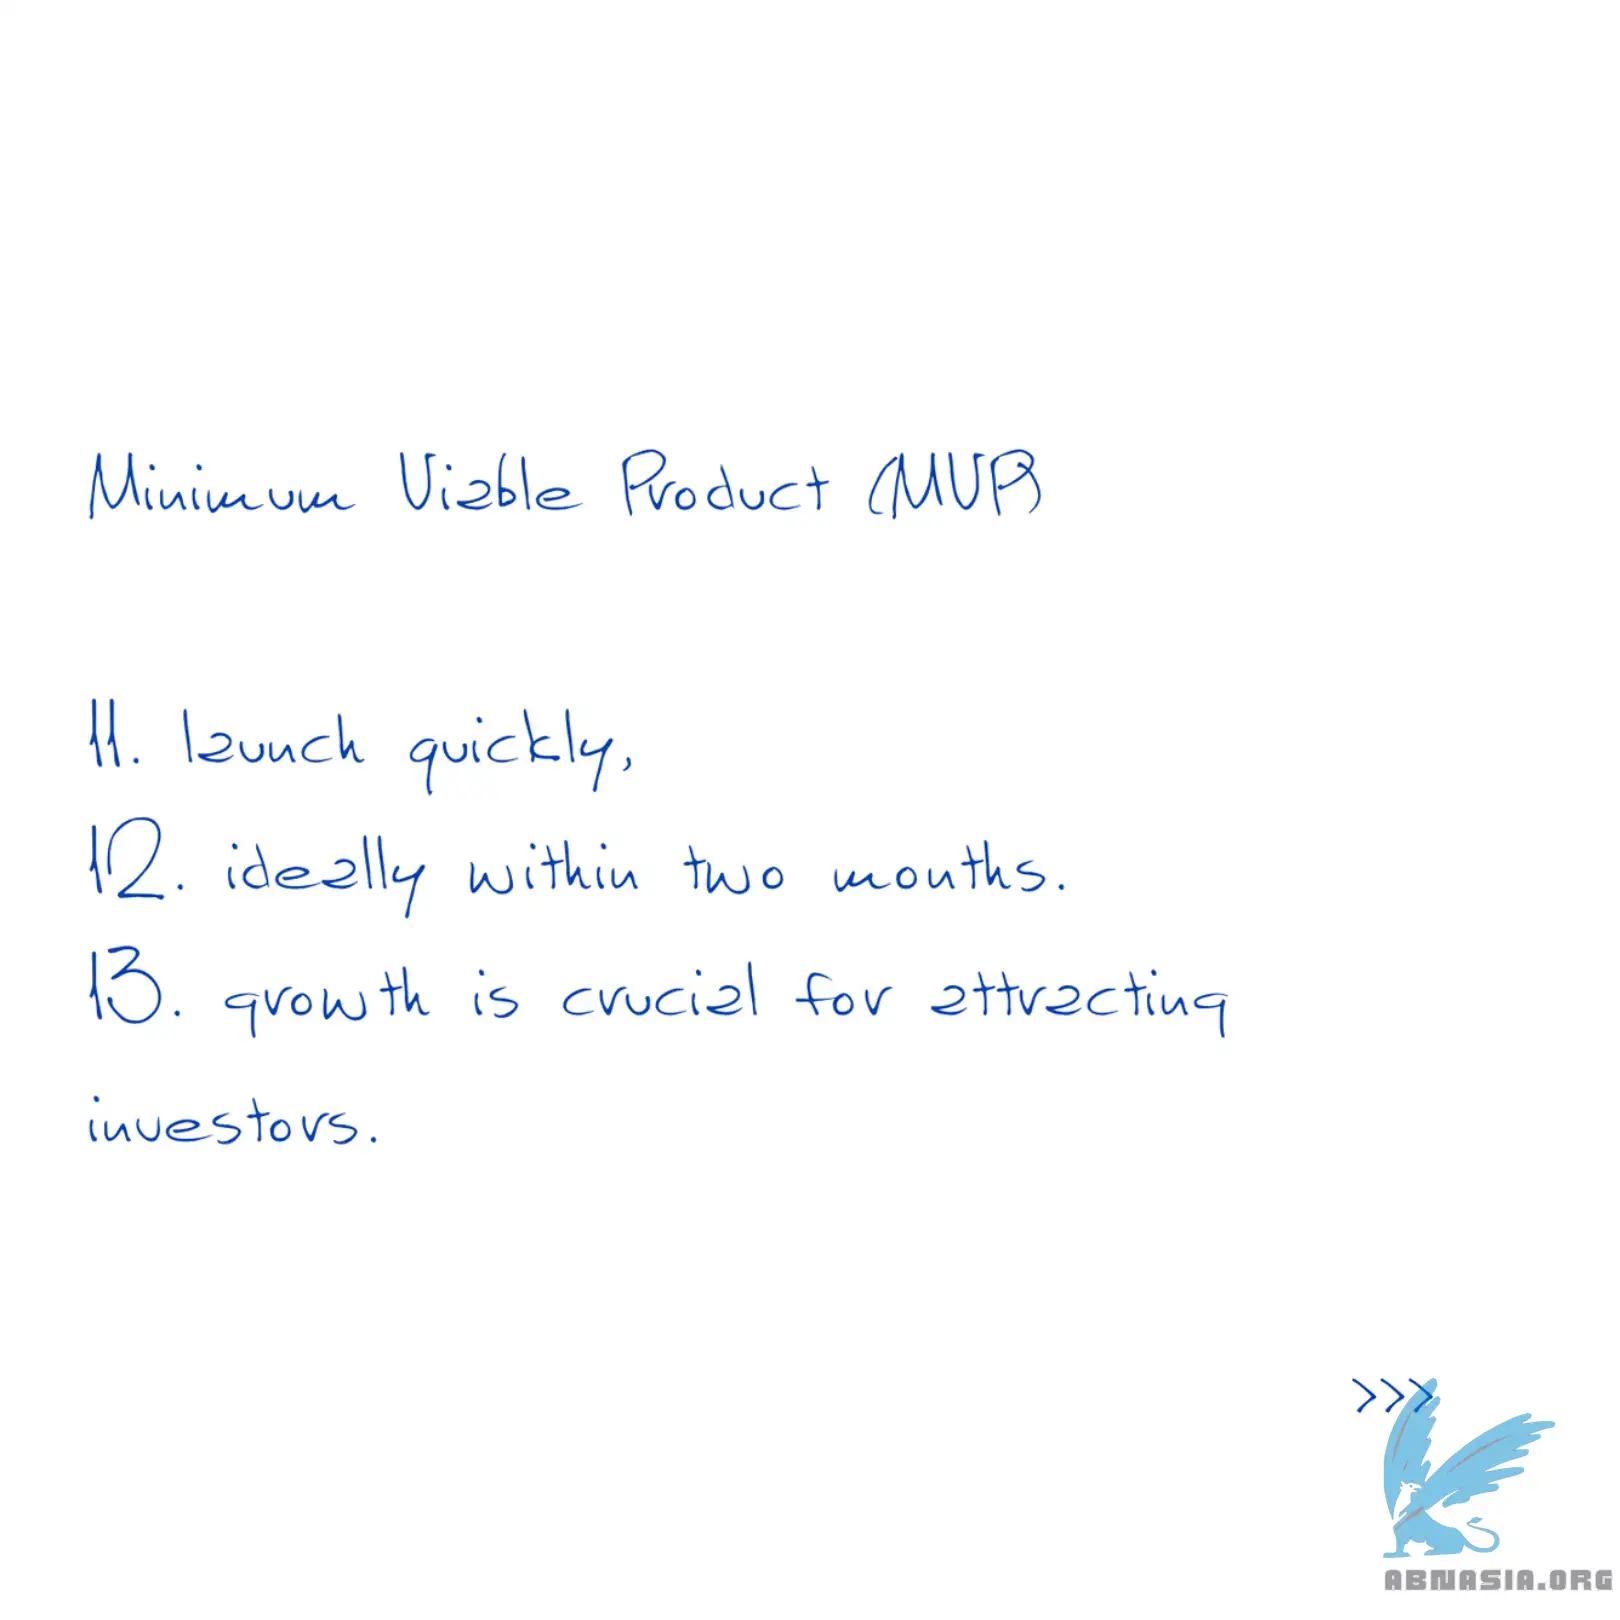 Minimum Viable Product (MVP)
11. launch quickly,
12. ideally within two months.
13. growth is crucial for attracting
investors.
>>>
ABNASIA.ORG